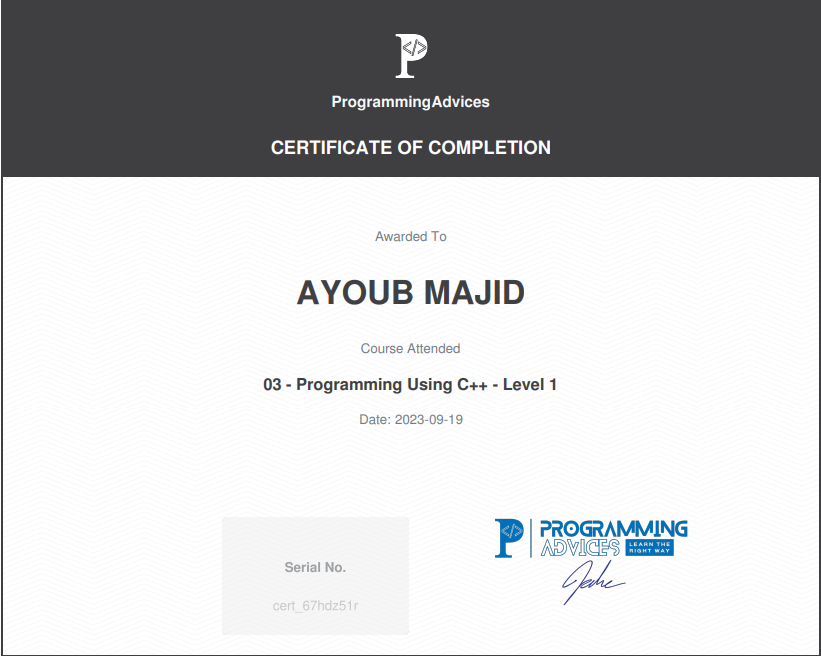 ProgrammingAdvices
CERTIFICATE OF COMPLETION
Awarded To
AYOUB MAJID
Course Attended
03 - Programming Using C++ - Level 1
Date: 2023-09-19
PROGRAMMING
ADVICES LEARN THE RIGHT WAY
Serial No.
cert_67hdz51r